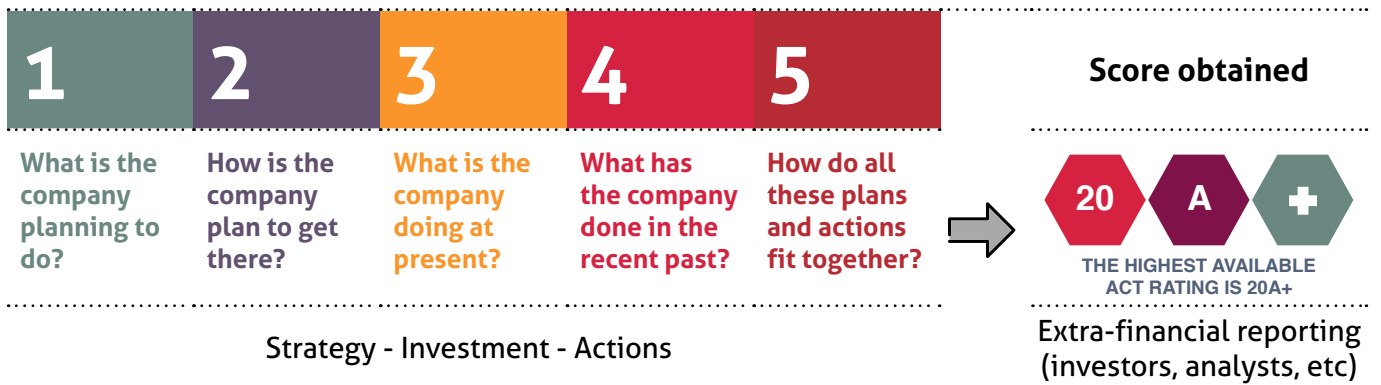 1
2
3
4
5
Score obtained
What is the
company
planning to
do?
How is the
company
plan to get
there?
What is the
company
doing at
present?
What has
the company
done in the
recent past?
How do all
these plans
and actions
fit together?
20
A
+
THE HIGHEST AVAILABLE
ACT RATING IS 20A+
Strategy - Investment - Actions
Extra-financial reporting
(investors, analysts, etc)